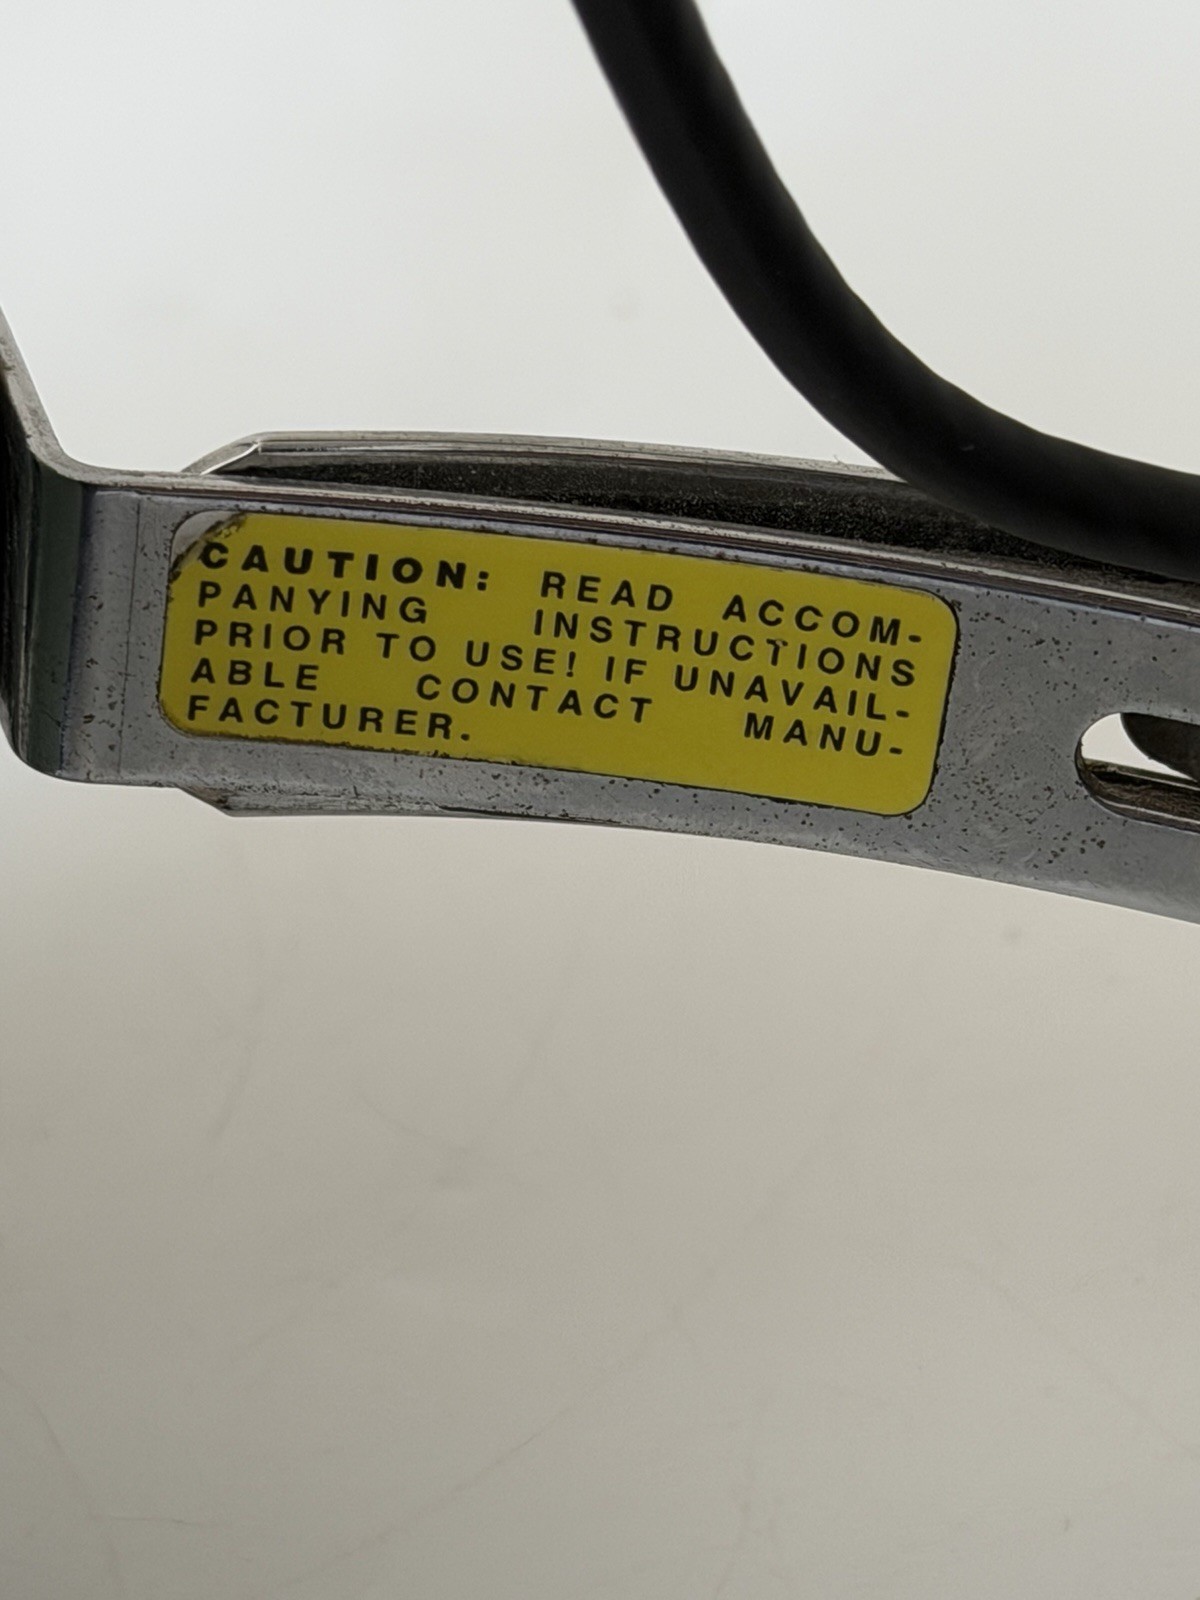 CAUTION: READ ACCOM-
PANYING INSTRUCTIONS
PRIOR TO USE! IF UNAVAIL-
ABLE CONTACT MANU-
FACTURER.